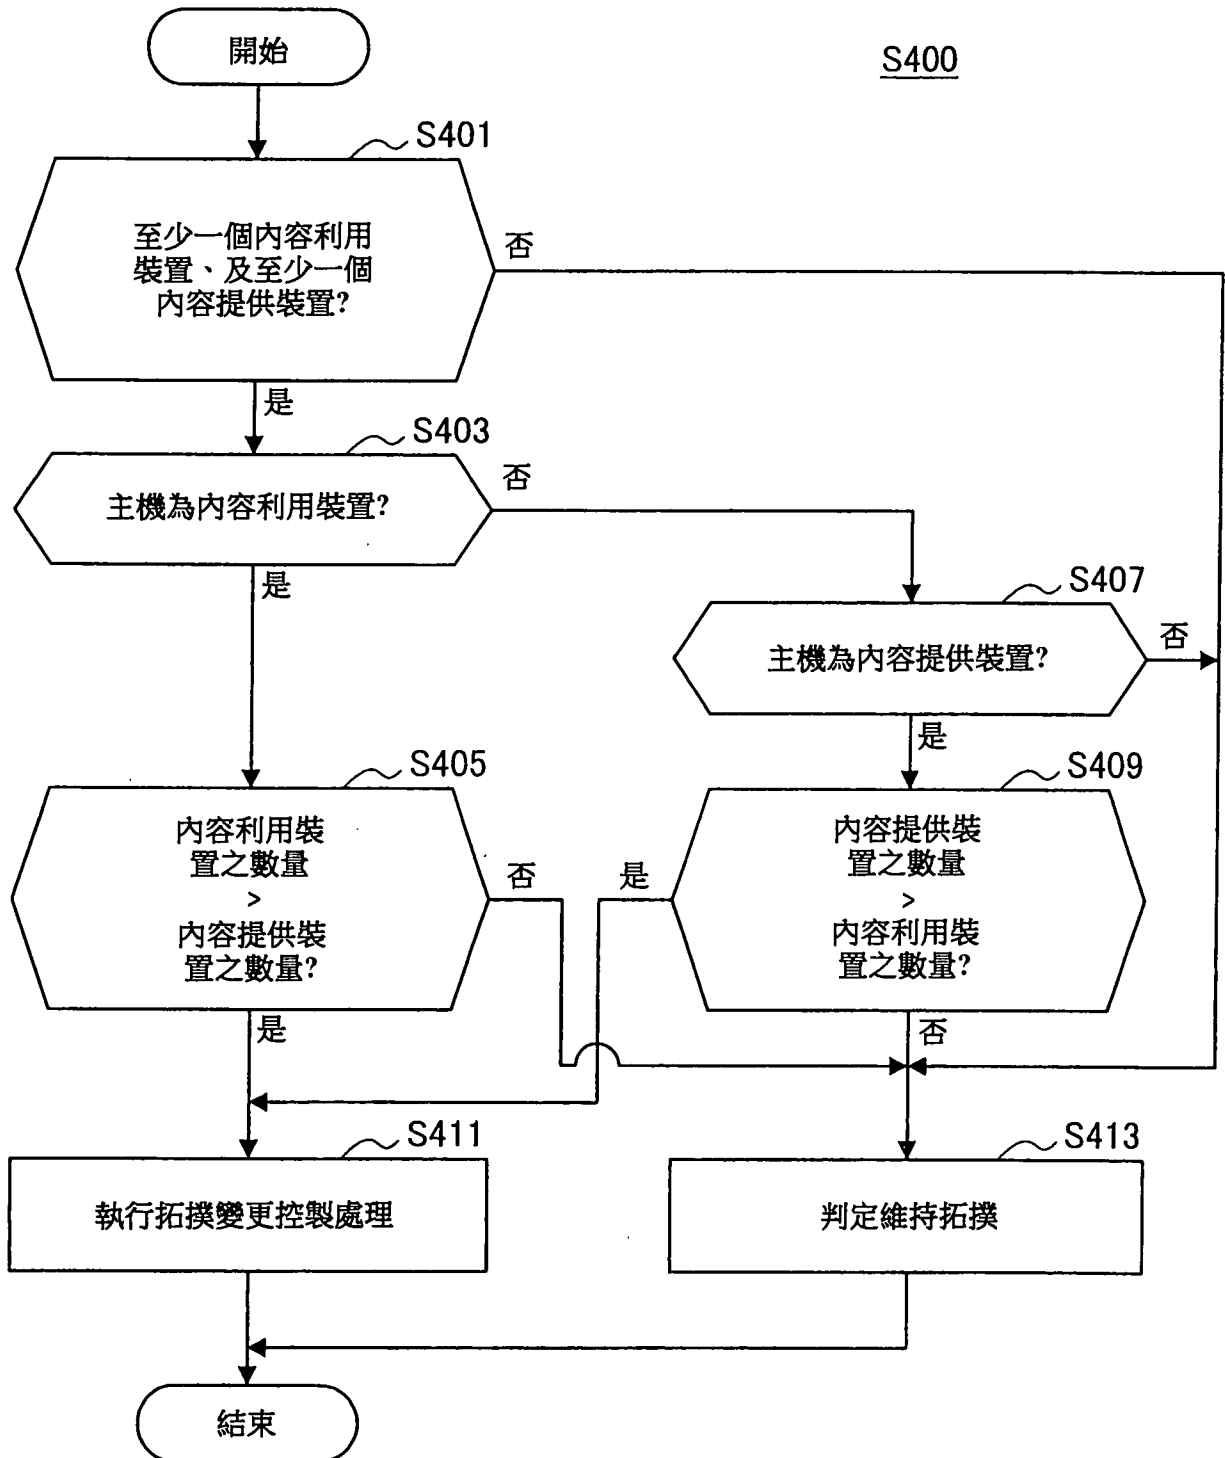 開始
S400
S401
至少一個內容利用
裝置、及至少一個
內容提供裝置?
否
是
S403
主機為內容利用裝置?
否
是
S407
主機為內容提供裝置?
否
是
S405
內容利用裝
置之數量
>
內容提供裝
置之數量?
否
是
S409
內容提供裝
置之數量
>
內容利用裝
置之數量?
是
否
S411
執行拓撲變更控製處理
S413
判定維持拓撲
結束